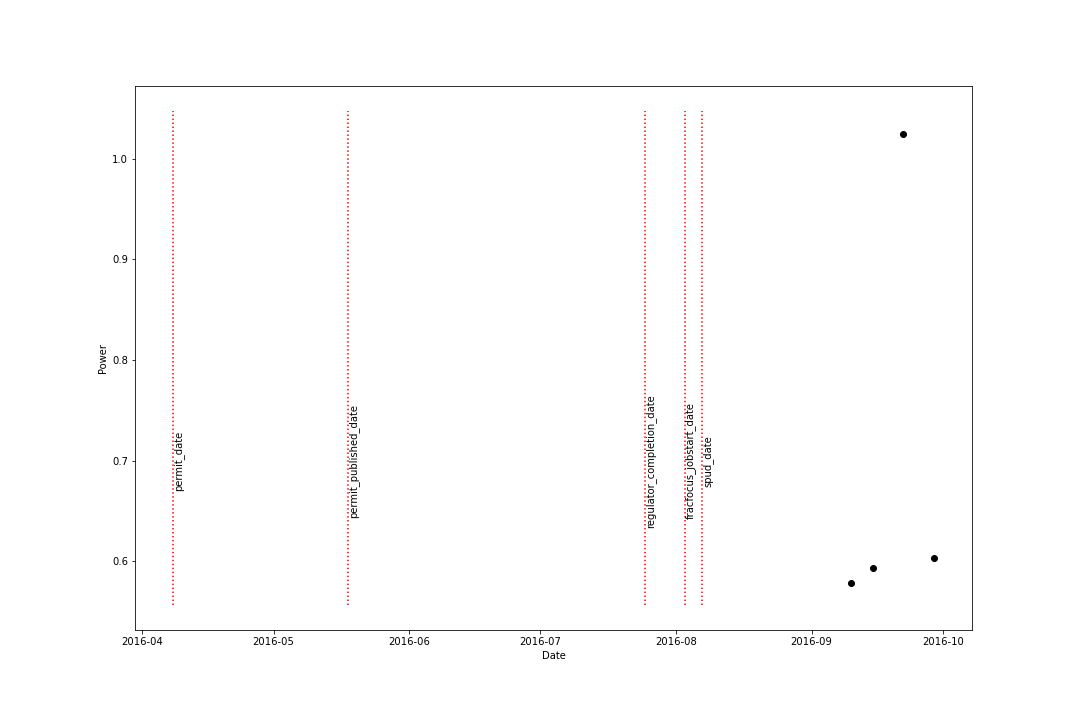 1.0
0.9
0.8
0.7
0.6
Power
permit_date
permit_published_date
regulator_completion_date
fracfocus_jobstart_date
spud_date
2016-04 2016-05 2016-06 2016-07 2016-08 2016-09 2016-10
Date